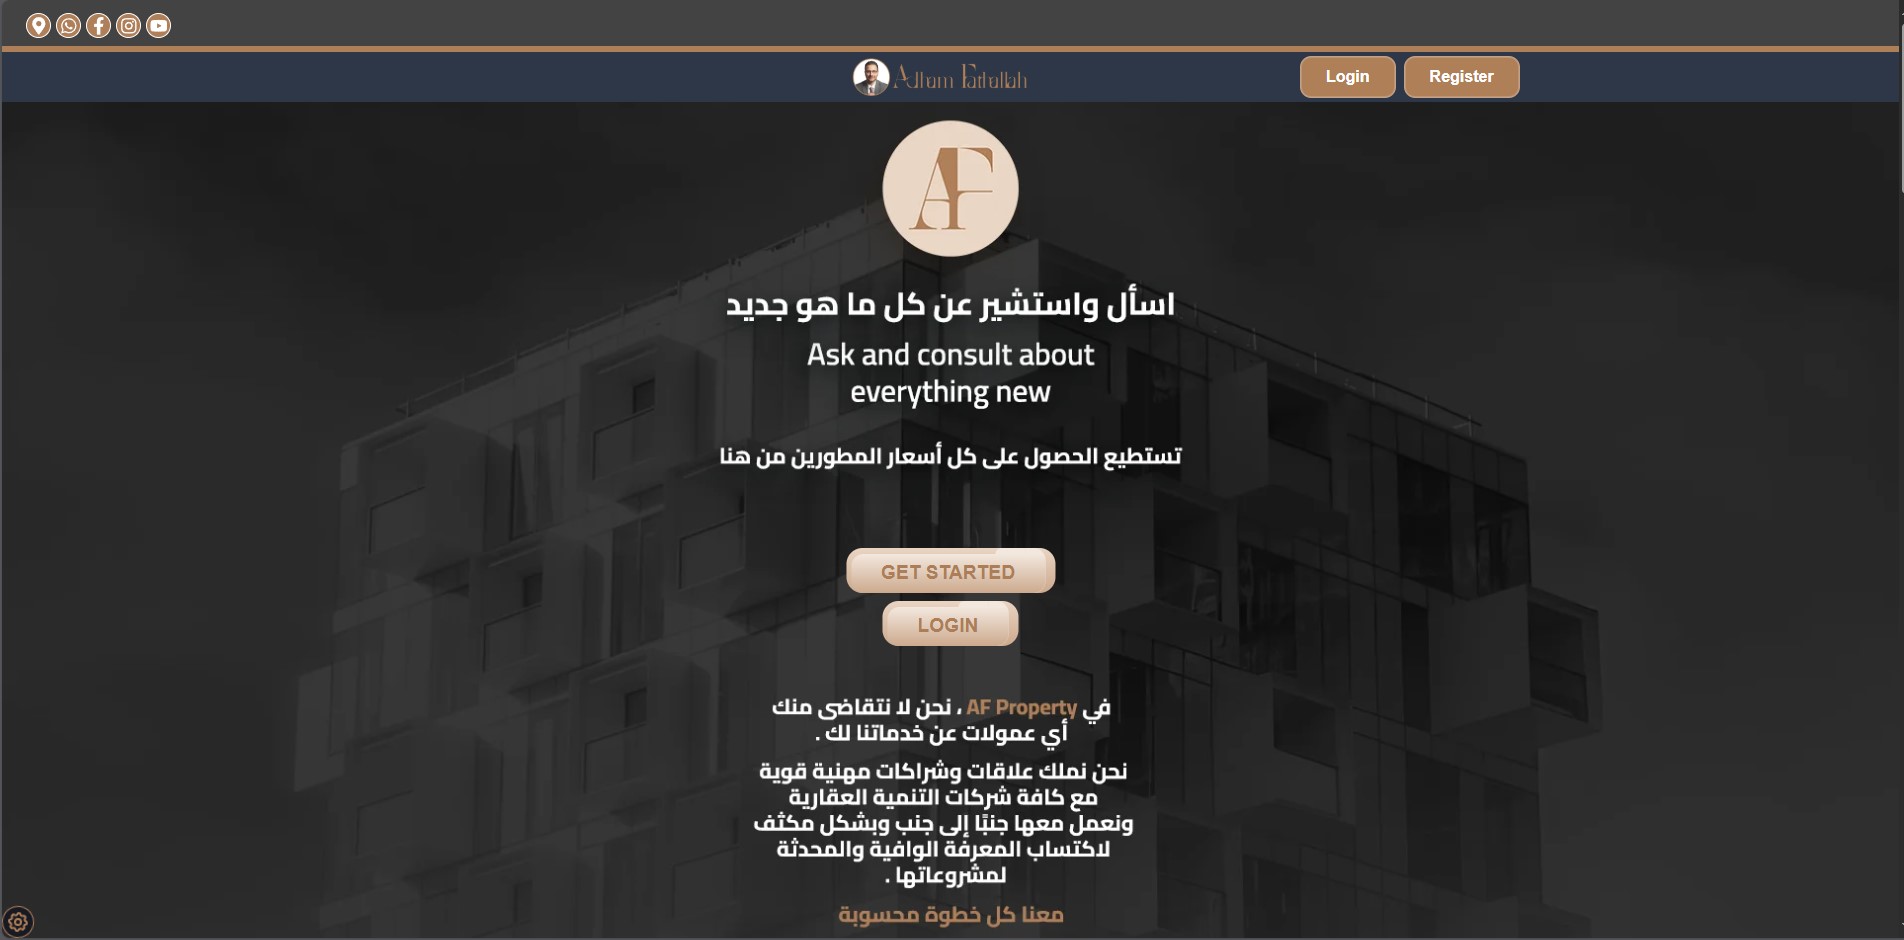 Adham Fathallah
Login
Register
AF
اسأل واستشير عن كل ما هو جديد
Ask and consult about
everything new
تستطيع الحصول على كل أسعار المطورين من هنا
GET STARTED
LOGIN
في AF Property ، نحن لا نتقاضى منك
أي عمولات عن خدماتنا لك .
نحن نملك علاقات وشراكات مهنية قوية
مع كافة شركات التنمية العقارية
ونعمل معها جنبًا إلى جنب وبشكل مكثف
لاكتساب المعرفة الوافية والمحدثة
لمشروعاتها .
معنا كل خطوة محسوبة